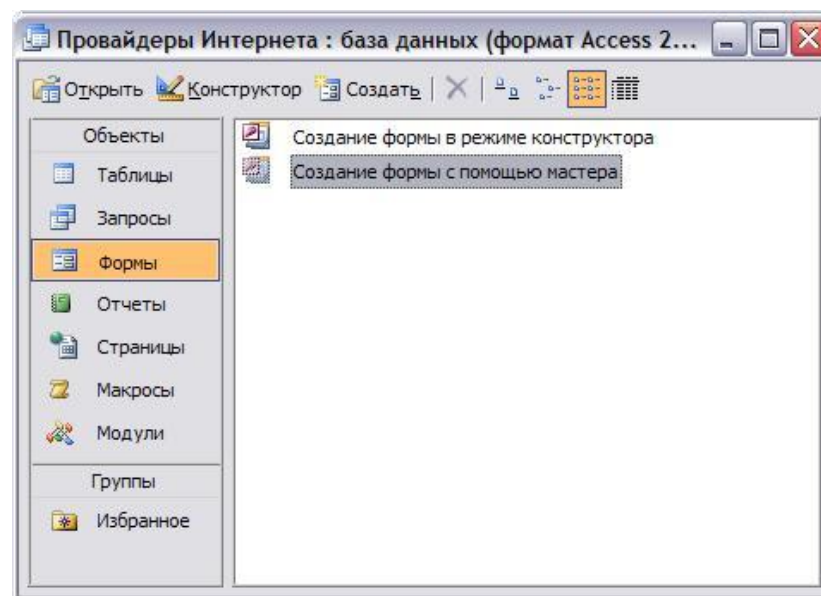 Провайдеры Интернета : база данных (формат Access 2...
Открыть Конструктор Создать
Объекты
Таблицы
Запросы
Формы
Отчеты
Страницы
Макросы
Модули
Группы
Избранное
Создание формы в режиме конструктора
Создание формы с помощью мастера